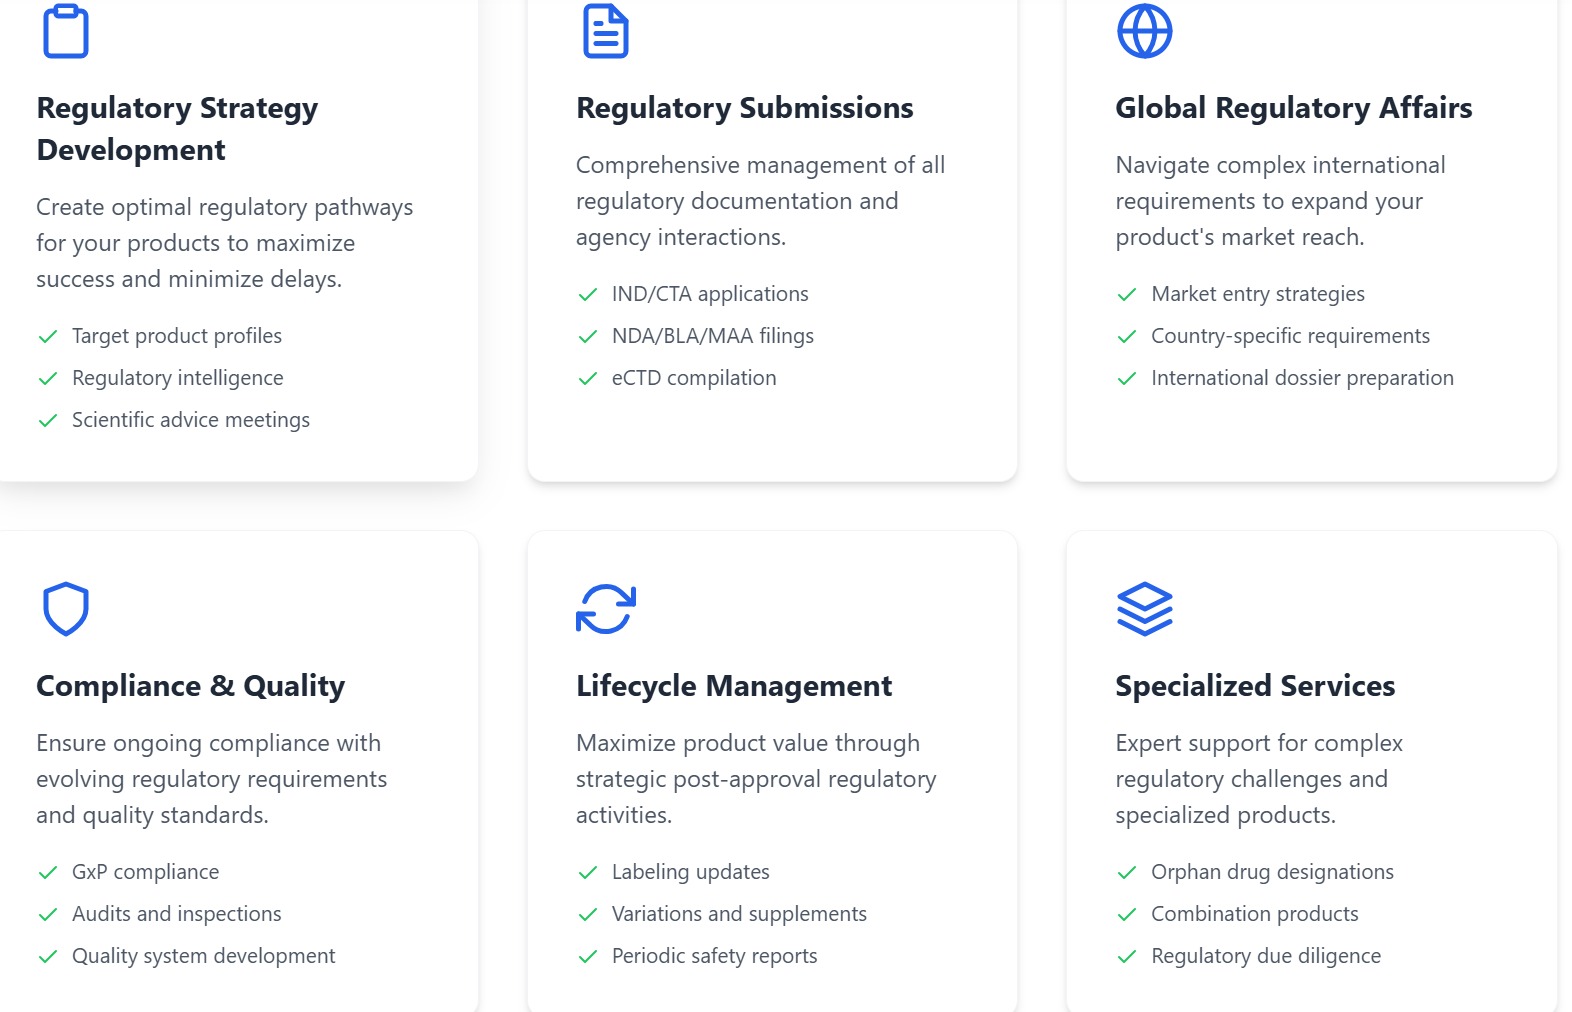 Regulatory Strategy
Development
Create optimal regulatory pathways
for your products to maximize
success and minimize delays.
Target product profiles
Regulatory intelligence
Scientific advice meetings
Regulatory Submissions
Comprehensive management of all
regulatory documentation and
agency interactions.
IND/CTA applications
NDA/BLA/MAA filings
eCTD compilation
Global Regulatory Affairs
Navigate complex international
requirements to expand your
product's market reach.
Market entry strategies
Country-specific requirements
International dossier preparation
Compliance & Quality
Ensure ongoing compliance with
evolving regulatory requirements
and quality standards.
GxP compliance
Audits and inspections
Quality system development
Lifecycle Management
Maximize product value through
strategic post-approval regulatory
activities.
Labeling updates
Variations and supplements
Periodic safety reports
Specialized Services
Expert support for complex
regulatory challenges and
specialized products.
Orphan drug designations
Combination products
Regulatory due diligence